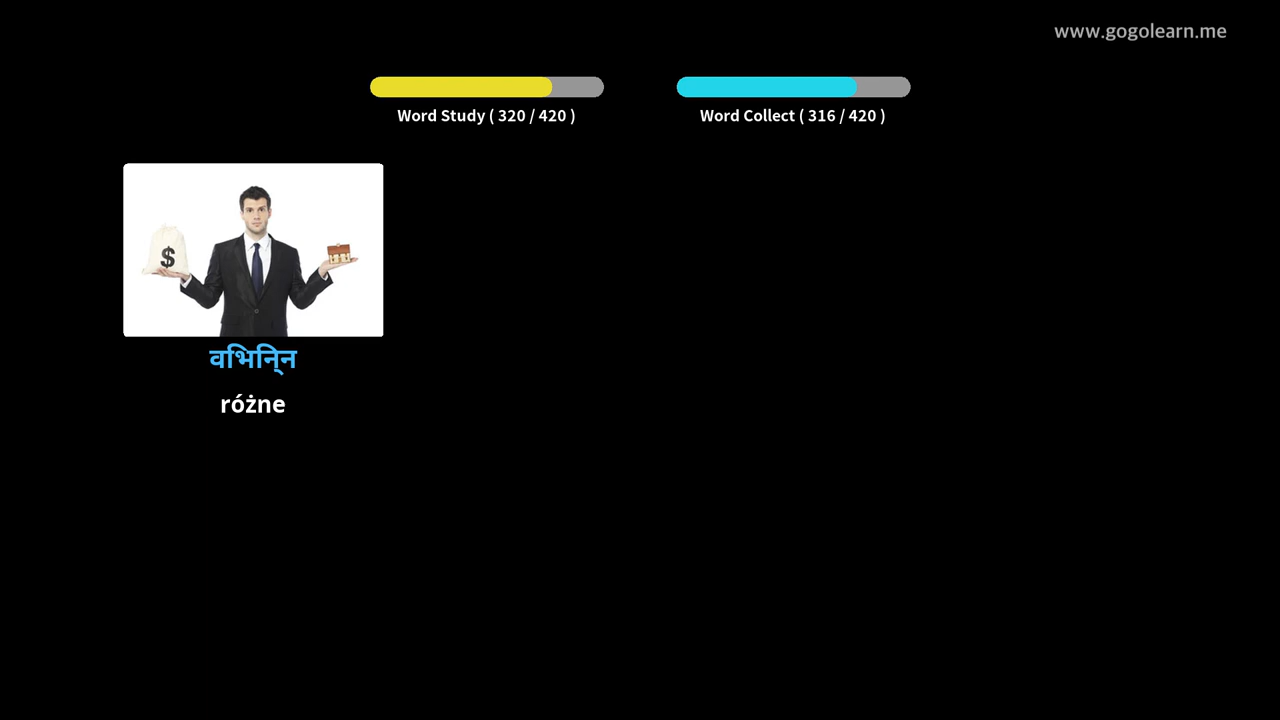 www.gogolearn.me
Word Study ( 320 / 420 )
Word Collect ( 316 / 420 )
$
वभिनि्न
różne